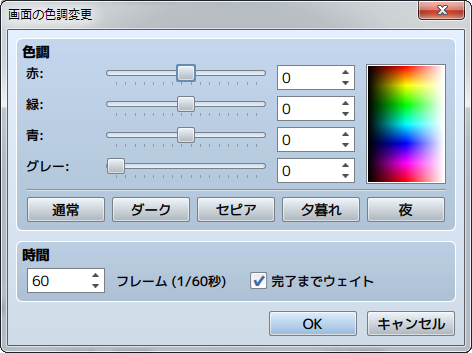 画面の色調変更
色調
赤: 0
緑: 0
青: 0
グレー: 0
通常 ダーク セピア 夕暮れ 夜
時間
60 フレーム (1/60秒) 完了までウェイト
OK キャンセル